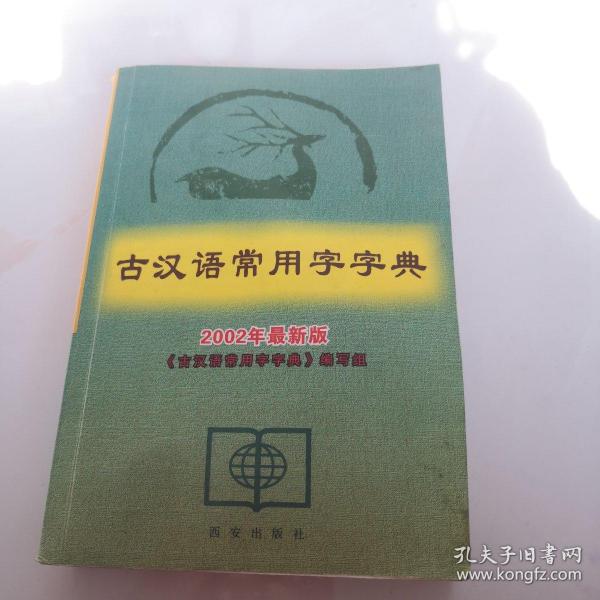 古汉语常用字字典
2002年最新版
《古汉语常用字字典》编写组
西安出版社
孔夫子旧书网
www.kongfz.com